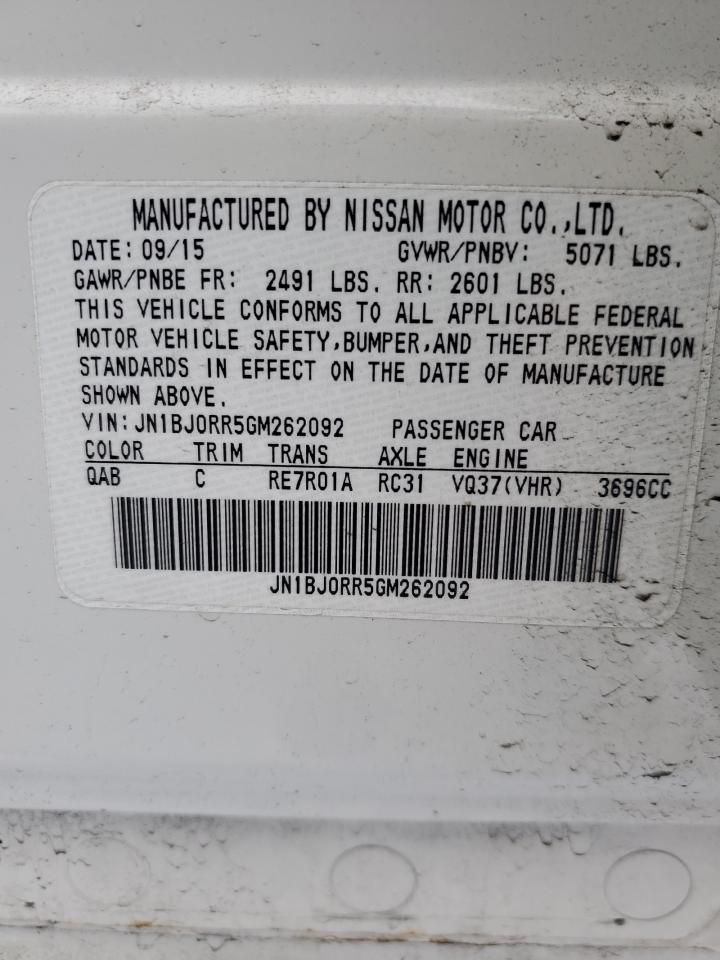 MANUFACTURED BY NISSAN MOTOR CO.,LTD.
DATE: 09/15 GVWR/PNBV: 5071 LBS.
GAWR/PNBE FR: 2491 LBS. RR: 2601 LBS.
THIS VEHICLE CONFORMS TO ALL APPLICABLE FEDERAL
MOTOR VEHICLE SAFETY,BUMPER,AND THEFT PREVENTION
STANDARDS IN EFFECT ON THE DATE OF MANUFACTURE
SHOWN ABOVE.
VIN:JN1BJ0RR5GM262092 PASSENGER CAR
COLOR TRIM TRANS AXLE ENGINE
QAB C RE7R01A RC31 VQ37(VHR) 3696CC
JN1BJ0RR5GM262092